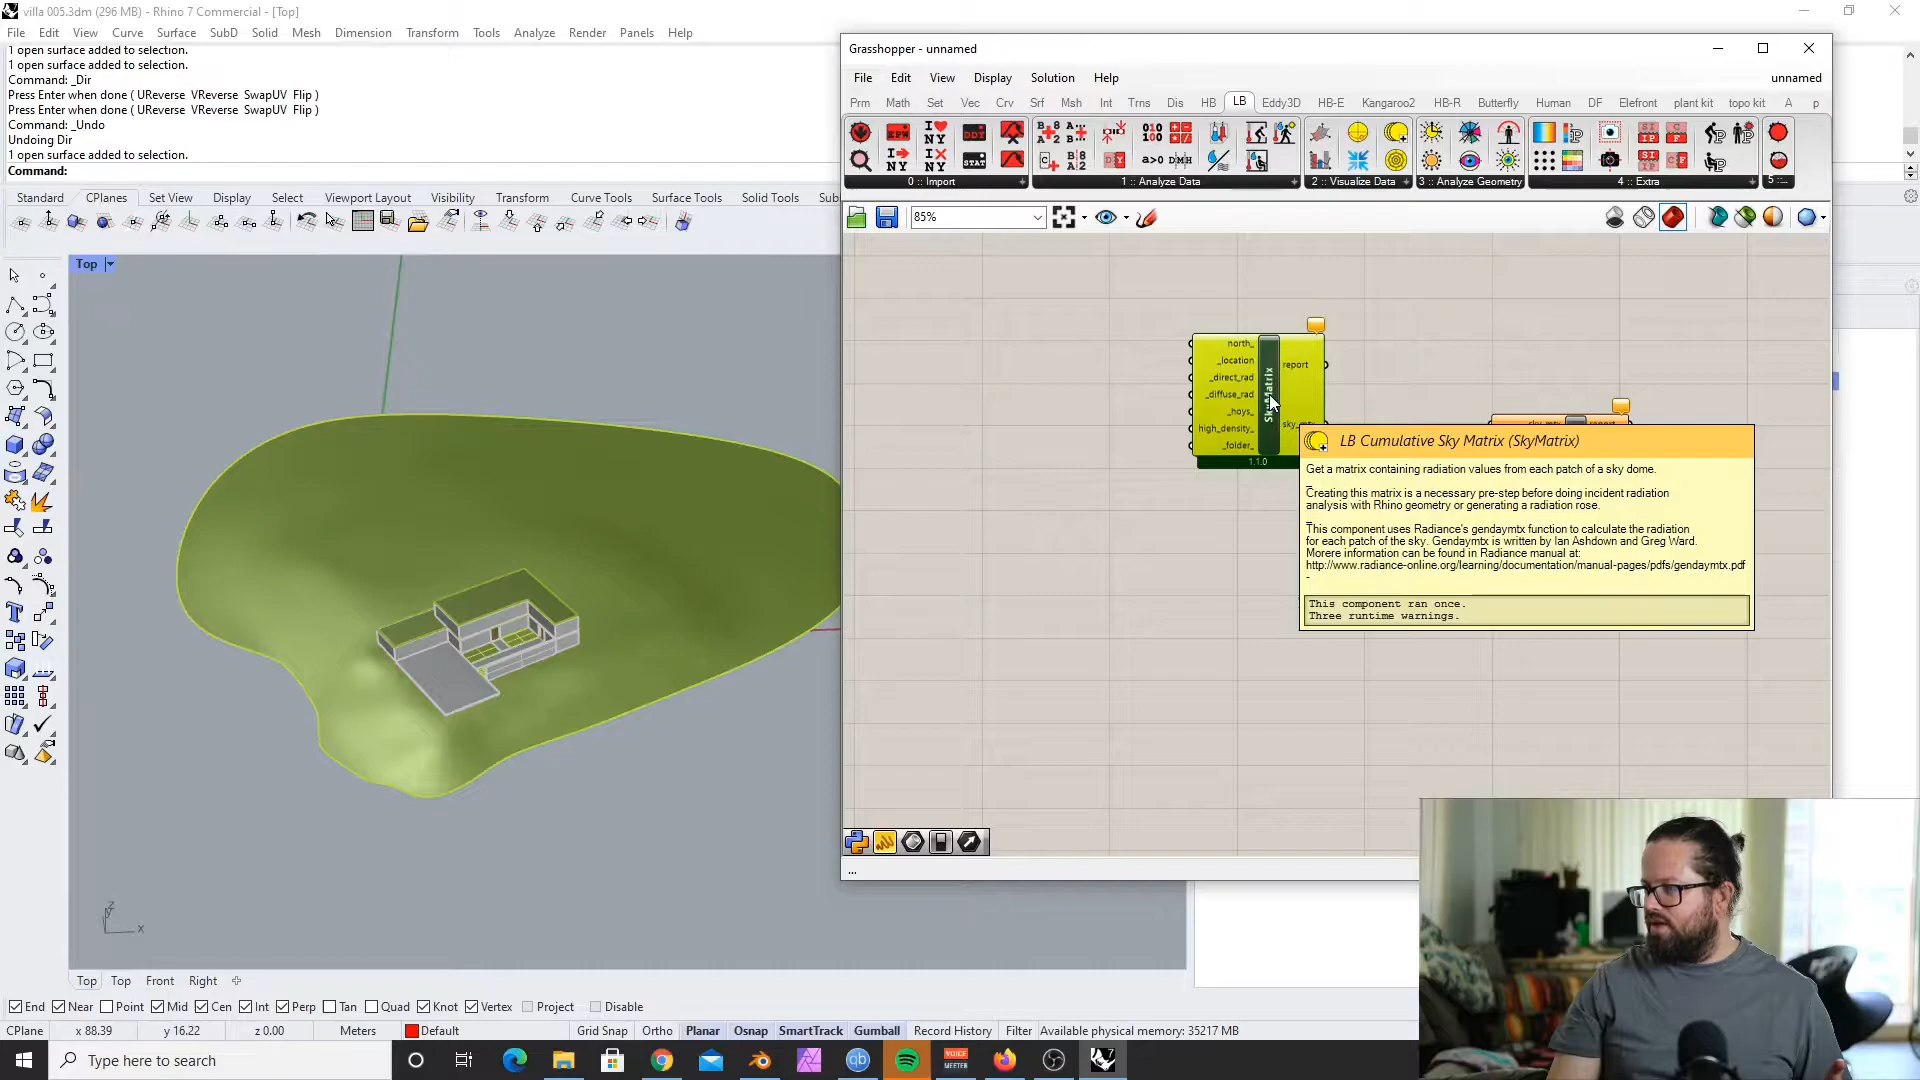 villa 005.3dm (296 MB) - Rhino 7 Commercial - [Top]
File Edit View Curve Surface SubD Solid Mesh Dimension Transform Tools Analyze Render Panels Help
1 open surface added to selection.
1 open surface added to selection.
Command: _Dir
Press Enter when done ( UReverse VReverse SwapUV Flip )
Press Enter when done ( UReverse VReverse SwapUV Flip )
Command: _Undo
Undoing Dir
1 open surface added to selection.
Command:
Standard CPlanes Set View Display Select Viewport Layout Visibility Transform Curve Tools Surface Tools Solid Tools Sub
Top
Grasshopper - unnamed
File Edit View Display Solution Help unnamed
Prm Math Set Vec Crv Srf Msh Int Trns Dis HB LB Eddy3D HB-E Kangaroo2 HB-R Butterfly Human DF Elefront plant kit topo kit A p
0 :: Import 1 :: Analyze Data 2 :: Visualize Data 3 :: Analyze Geometry 4 :: Extra 5 ::...
85%
north_
_location
_direct_rad
_diffuse_rad
_hoys_
high_density_
_folder_
SkyMatrix
report
sky_mtx
1.1.0
LB Cumulative Sky Matrix (SkyMatrix)
Get a matrix containing radiation values from each patch of a sky dome.
_
Creating this matrix is a necessary pre-step before doing incident radiation
analysis with Rhino geometry or generating a radiation rose.
_
This component uses Radiance's gendaymtx function to calculate the radiation
for each patch of the sky. Gendaymtx is written by Ian Ashdown and Greg Ward.
Morere information can be found in Radiance manual at:
http://www.radiance-online.org/learning/documentation/manual-pages/pdfs/gendaymtx.pdf
-
This component ran once.
Three runtime warnings.
...
z
x
Top Top Front Right
End Near Point Mid Cen Int Perp Tan Quad Knot Vertex Project Disable
CPlane x 88.39 y 16.22 z 0.00 Meters Default Grid Snap Ortho Planar Osnap SmartTrack Gumball Record History Filter Available physical memory: 35217 MB
Type here to search
VOICE
MEETER